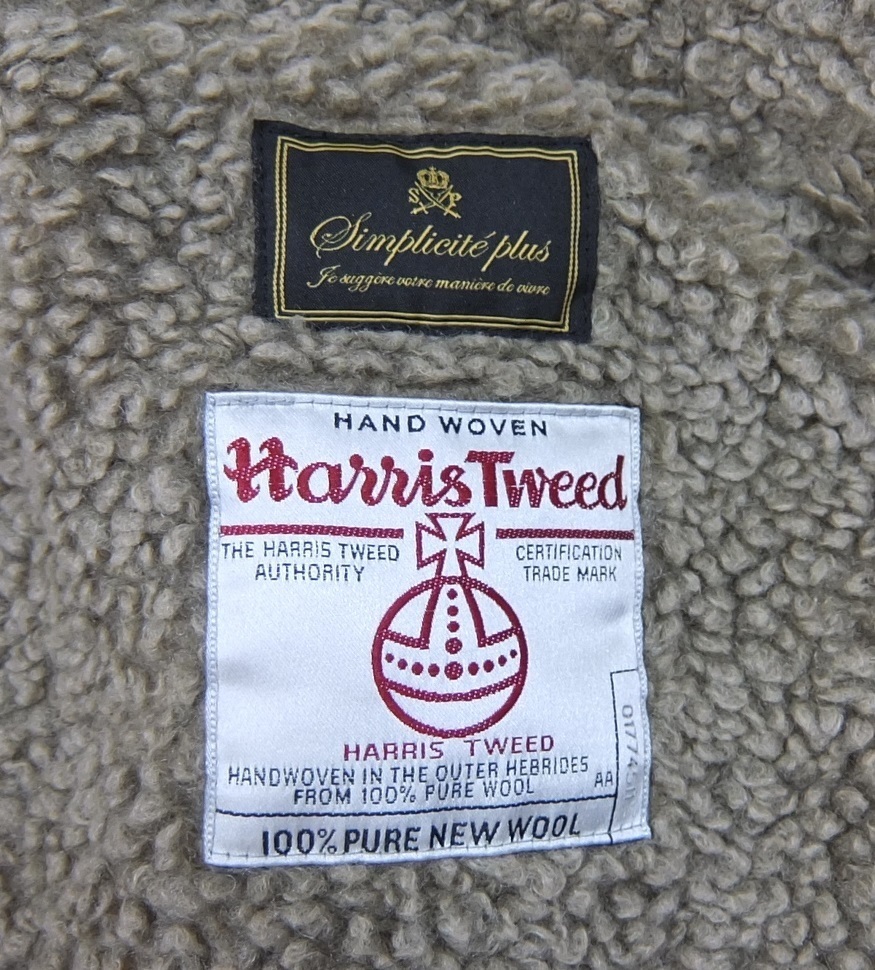 S P
Simplicité plus
Je suggère votre manière de vivre
HAND WOVEN
Harris Tweed
THE HARRIS TWEED
AUTHORITY
CERTIFICATION
TRADE MARK
HARRIS TWEED
HANDWOVEN IN THE OUTER HEBRIDES
FROM 100% PURE WOOL
AA
100% PURE NEW WOOL